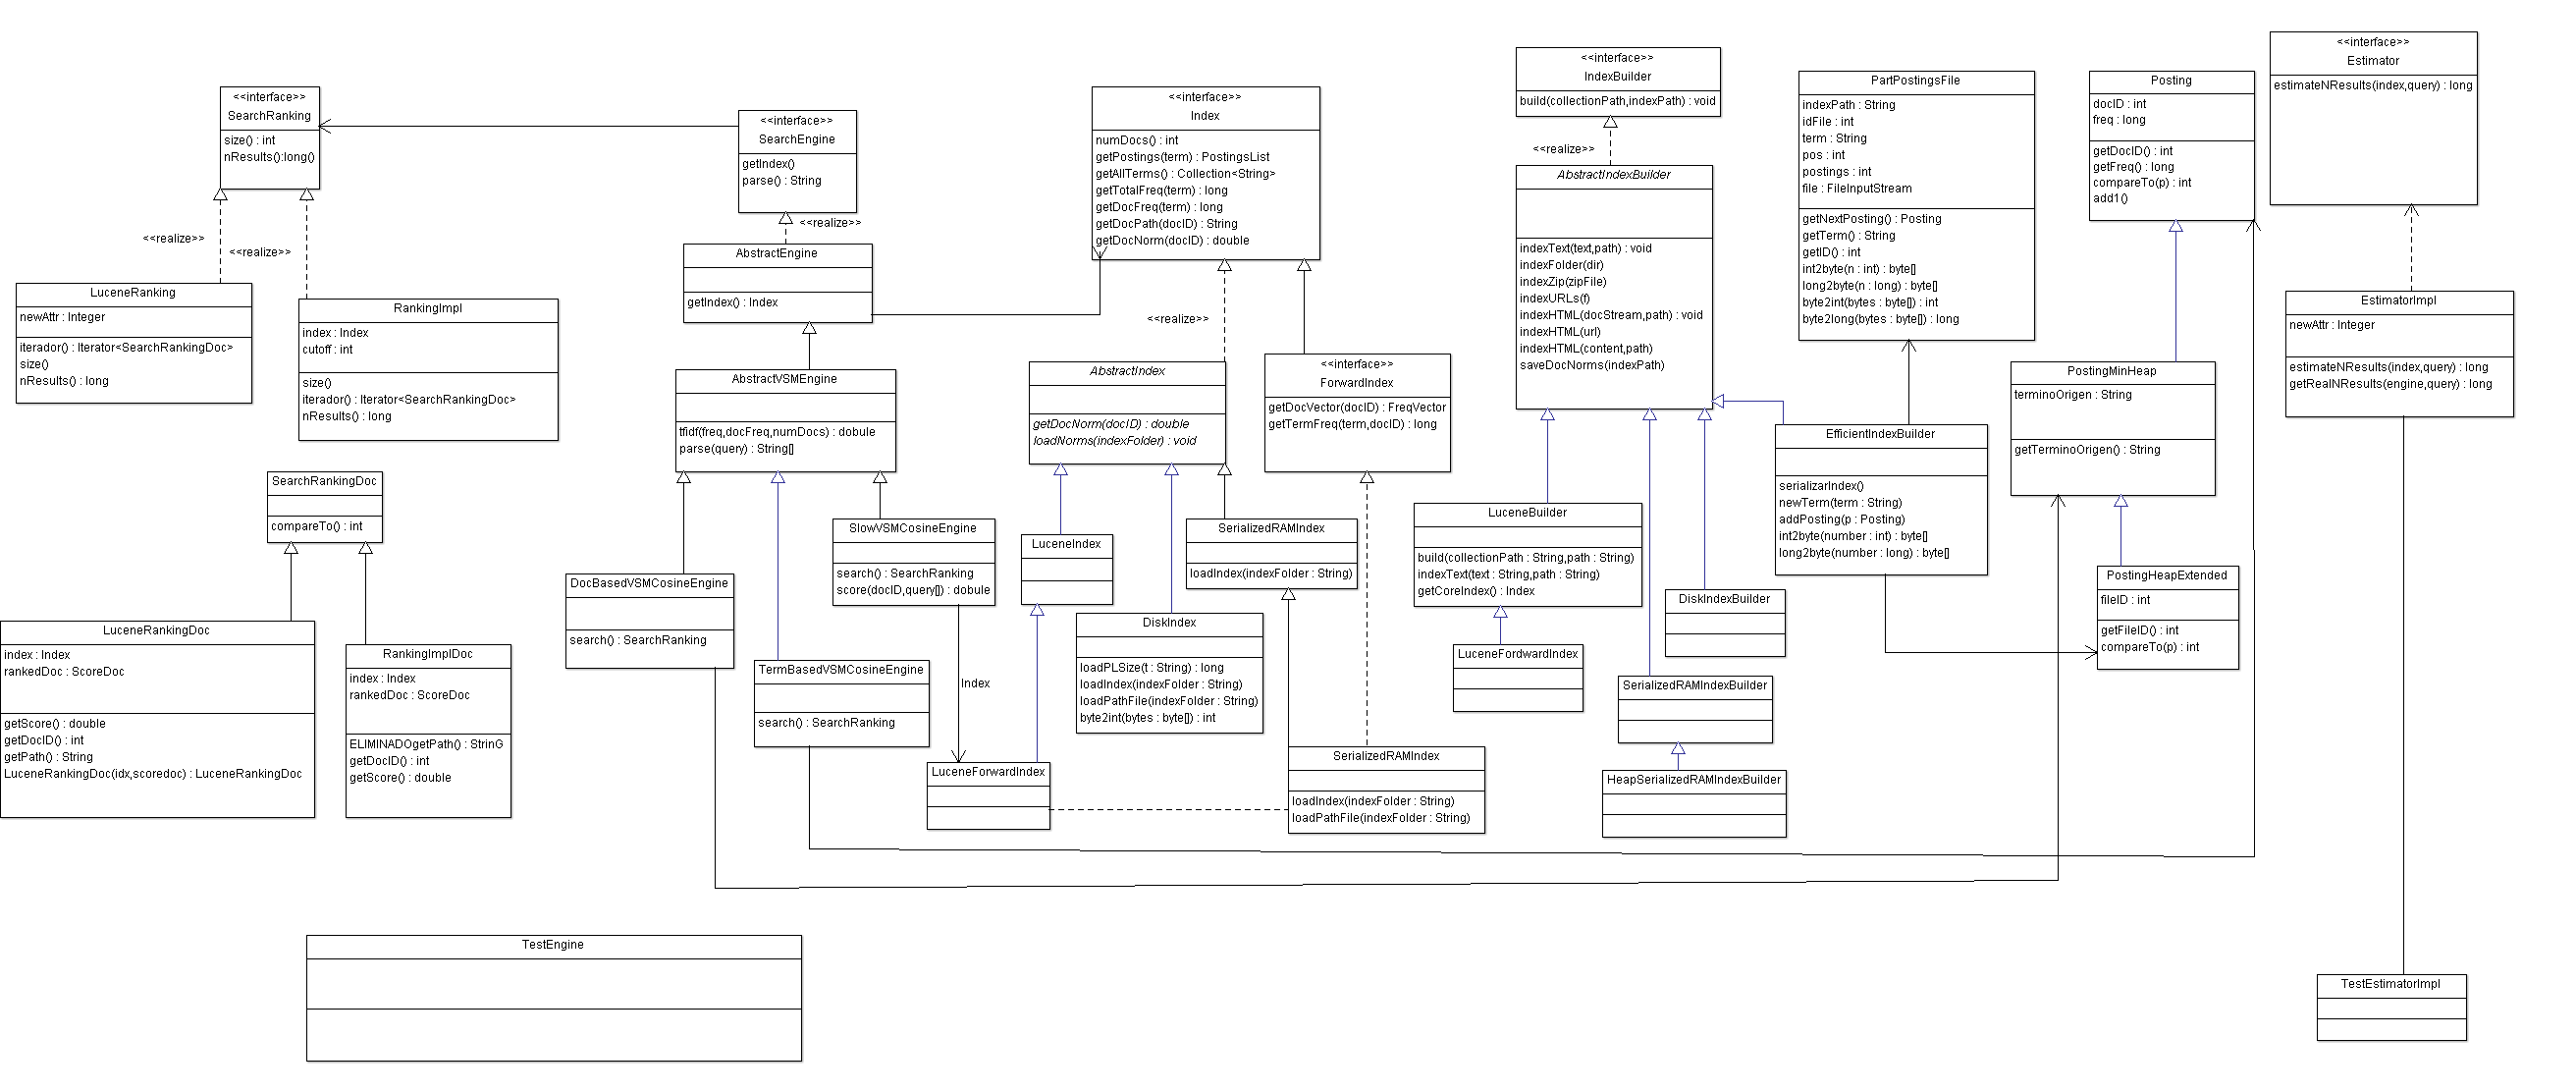 <<interface>>
SearchRanking
size() : int
nResults():long()
<<realize>>
<<realize>>
LuceneRanking
newAttr : Integer
iterador() : Iterator<SearchRankingDoc>
size()
nResults() : long
RankingImpl
index : Index
cutoff : int
size()
iterador() : Iterator<SearchRankingDoc>
nResults() : long
SearchRankingDoc
compareTo() : int
LuceneRankingDoc
index : Index
rankedDoc : ScoreDoc
getScore() : double
getDocID() : int
getPath() : String
LuceneRankingDoc(idx,scoredoc) : LuceneRankingDoc
RankingImplDoc
index : Index
rankedDoc : ScoreDoc
ELIMINADOgetPath() : StrinG
getDocID() : int
getScore() : double
<<interface>>
SearchEngine
getIndex()
parse() : String
<<realize>>
AbstractEngine
getIndex() : Index
AbstractVSMEngine
tfidf(freq,docFreq,numDocs) : dobule
parse(query) : String[]
DocBasedVSMCosineEngine
search() : SearchRanking
TermBasedVSMCosineEngine
search() : SearchRanking
SlowVSMCosineEngine
search() : SearchRanking
score(docID,query[]) : dobule
Index
<<interface>>
Index
numDocs() : int
getPostings(term) : PostingsList
getAllTerms() : Collection<String>
getTotalFreq(term) : long
getDocFreq(term) : long
getDocPath(docID) : String
getDocNorm(docID) : double
<<realize>>
AbstractIndex
getDocNorm(docID) : double
loadNorms(indexFolder) : void
<<interface>>
ForwardIndex
getDocVector(docID) : FreqVector
getTermFreq(term,docID) : long
LuceneIndex
SerializedRAMIndex
loadIndex(indexFolder : String)
DiskIndex
loadPLSize(t : String) : long
loadIndex(indexFolder : String)
loadPathFile(indexFolder : String)
byte2int(bytes : byte[]) : int
LuceneForwardIndex
SerializedRAMIndex
loadIndex(indexFolder : String)
loadPathFile(indexFolder : String)
<<interface>>
IndexBuilder
build(collectionPath,indexPath) : void
<<realize>>
AbstractIndexBuilder
indexText(text,path) : void
indexFolder(dir)
indexZip(zipFile)
indexURLs(f)
indexHTML(docStream,path) : void
indexHTML(url)
indexHTML(content,path)
saveDocNorms(indexPath)
LuceneBuilder
build(collectionPath : String,path : String)
indexText(text : String,path : String)
getCoreIndex() : Index
LuceneFordwardIndex
DiskIndexBuilder
SerializedRAMIndexBuilder
HeapSerializedRAMIndexBuilder
PartPostingsFile
indexPath : String
idFile : int
term : String
pos : int
postings : int
file : FileInputStream
getNextPosting() : Posting
getTerm() : String
getID() : int
int2byte(n : int) : byte[]
long2byte(n : long) : byte[]
byte2int(bytes : byte[]) : int
byte2long(bytes : byte[]) : long
EfficientIndexBuilder
serializarIndex()
newTerm(term : String)
addPosting(p : Posting)
int2byte(number : int) : byte[]
long2byte(number : long) : byte[]
Posting
docID : int
freq : long
getDocID() : int
getFreq() : long
compareTo(p) : int
add1()
PostingMinHeap
terminoOrigen : String
getTerminoOrigen() : String
PostingHeapExtended
fileID : int
getFileID() : int
compareTo(p) : int
<<interface>>
Estimator
estimateNResults(index,query) : long
EstimatorImpl
newAttr : Integer
estimateNResults(index,query) : long
getRealNResults(engine,query) : long
TestEngine
TestEstimatorImpl